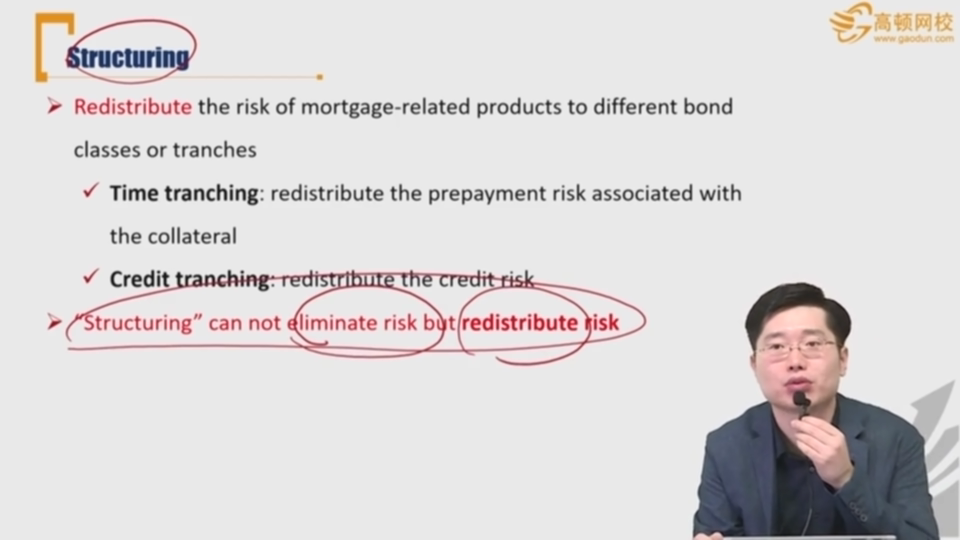 Structuring
高顿网校
www.gaodun.com
Redistribute the risk of mortgage-related products to different bond
classes or tranches
Time tranching: redistribute the prepayment risk associated with
the collateral
Credit tranching: redistribute the credit risk
“Structuring” can not eliminate risk but redistribute risk